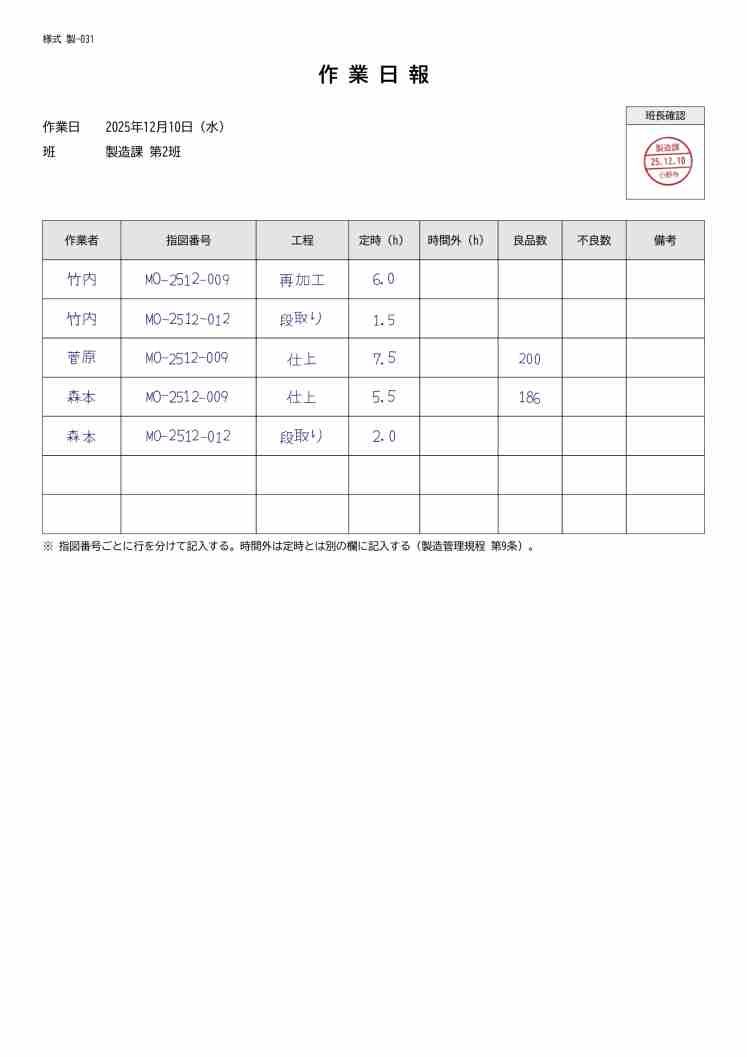 様式 製-031
作業日報
作業日 2025年12月10日（水）
班 製造課 第2班
班長確認
製造課
25.12.10
小野寺
作業者 指図番号 工程 定時（h） 時間外（h） 良品数 不良数 備考
竹内 MO-2512-009 再加工 6.0
竹内 MO-2512-012 段取り 1.5
菅原 MO-2512-009 仕上 7.5 200
森本 MO-2512-009 仕上 5.5 186
森本 MO-2512-012 段取り 2.0
※ 指図番号ごとに行を分けて記入する。時間外は定時とは別の欄に記入する（製造管理規程 第9条）。